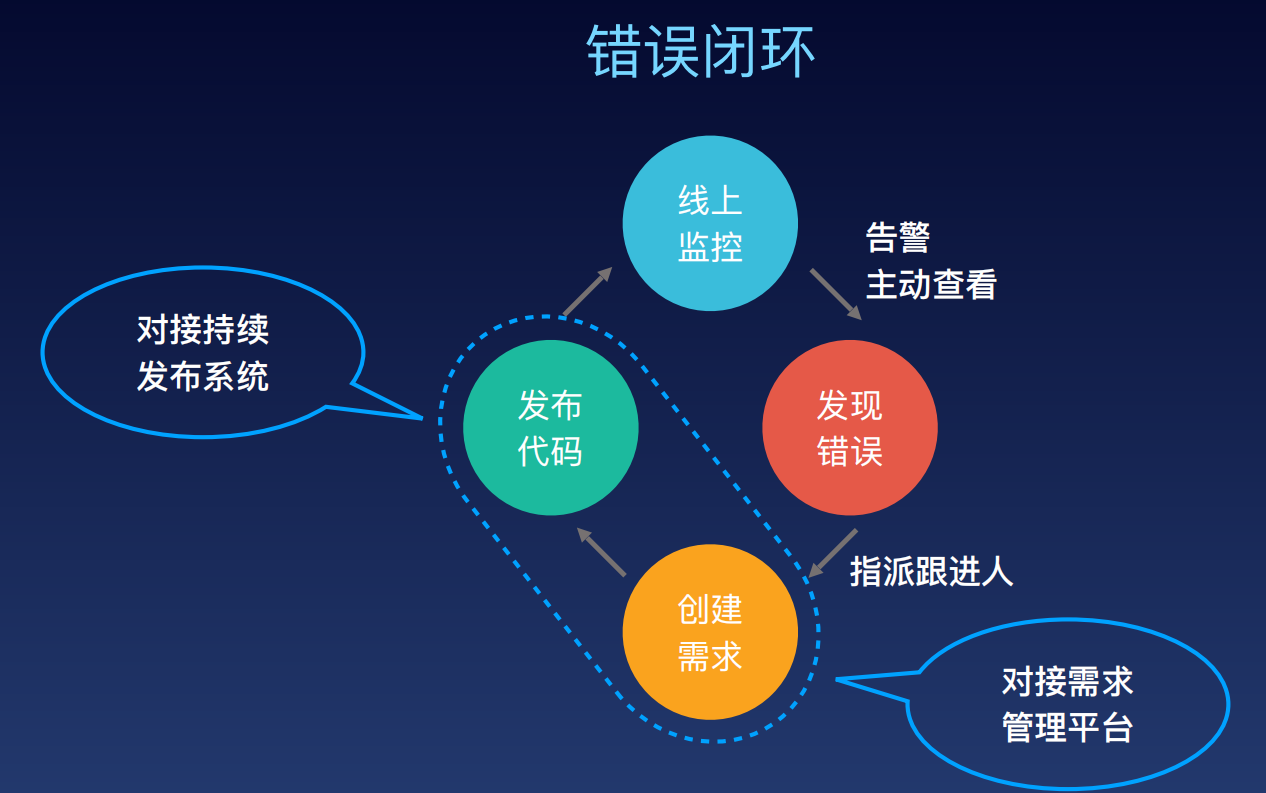 错误闭环
线上
监控
告警
主动查看
对接持续
发布系统
发布
代码
发现
错误
指派跟进人
创建
需求
对接需求
管理平台